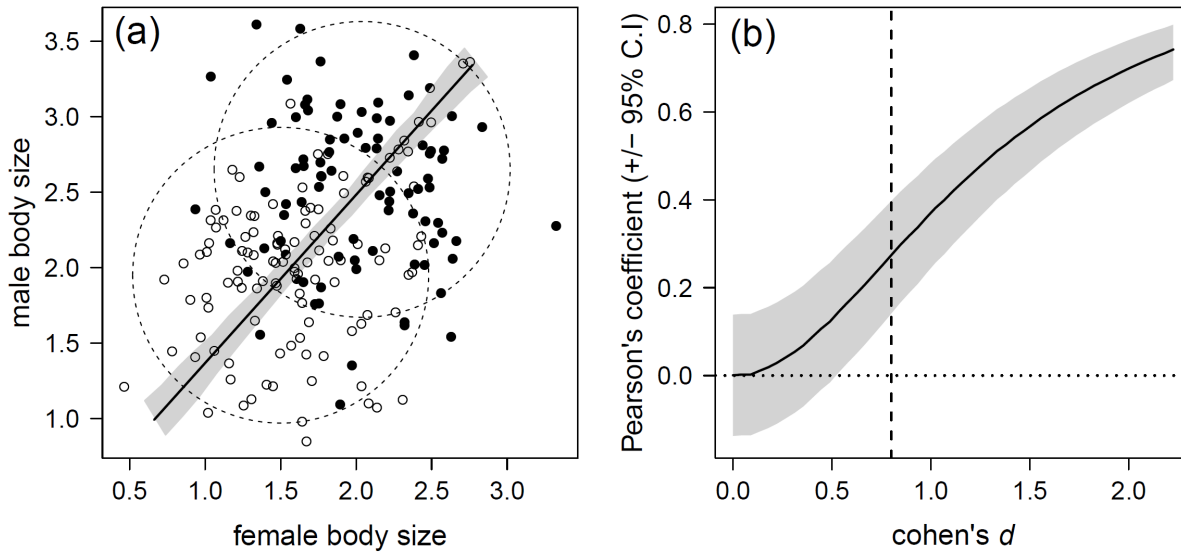 (a)
male body size
3.5
3.0
2.5
2.0
1.5
1.0
0.5 1.0 1.5 2.0 2.5 3.0
female body size
(b)
Pearson's coefficient (+/− 95% C.I)
0.8
0.6
0.4
0.2
0.0
0.0 0.5 1.0 1.5 2.0
cohen's d